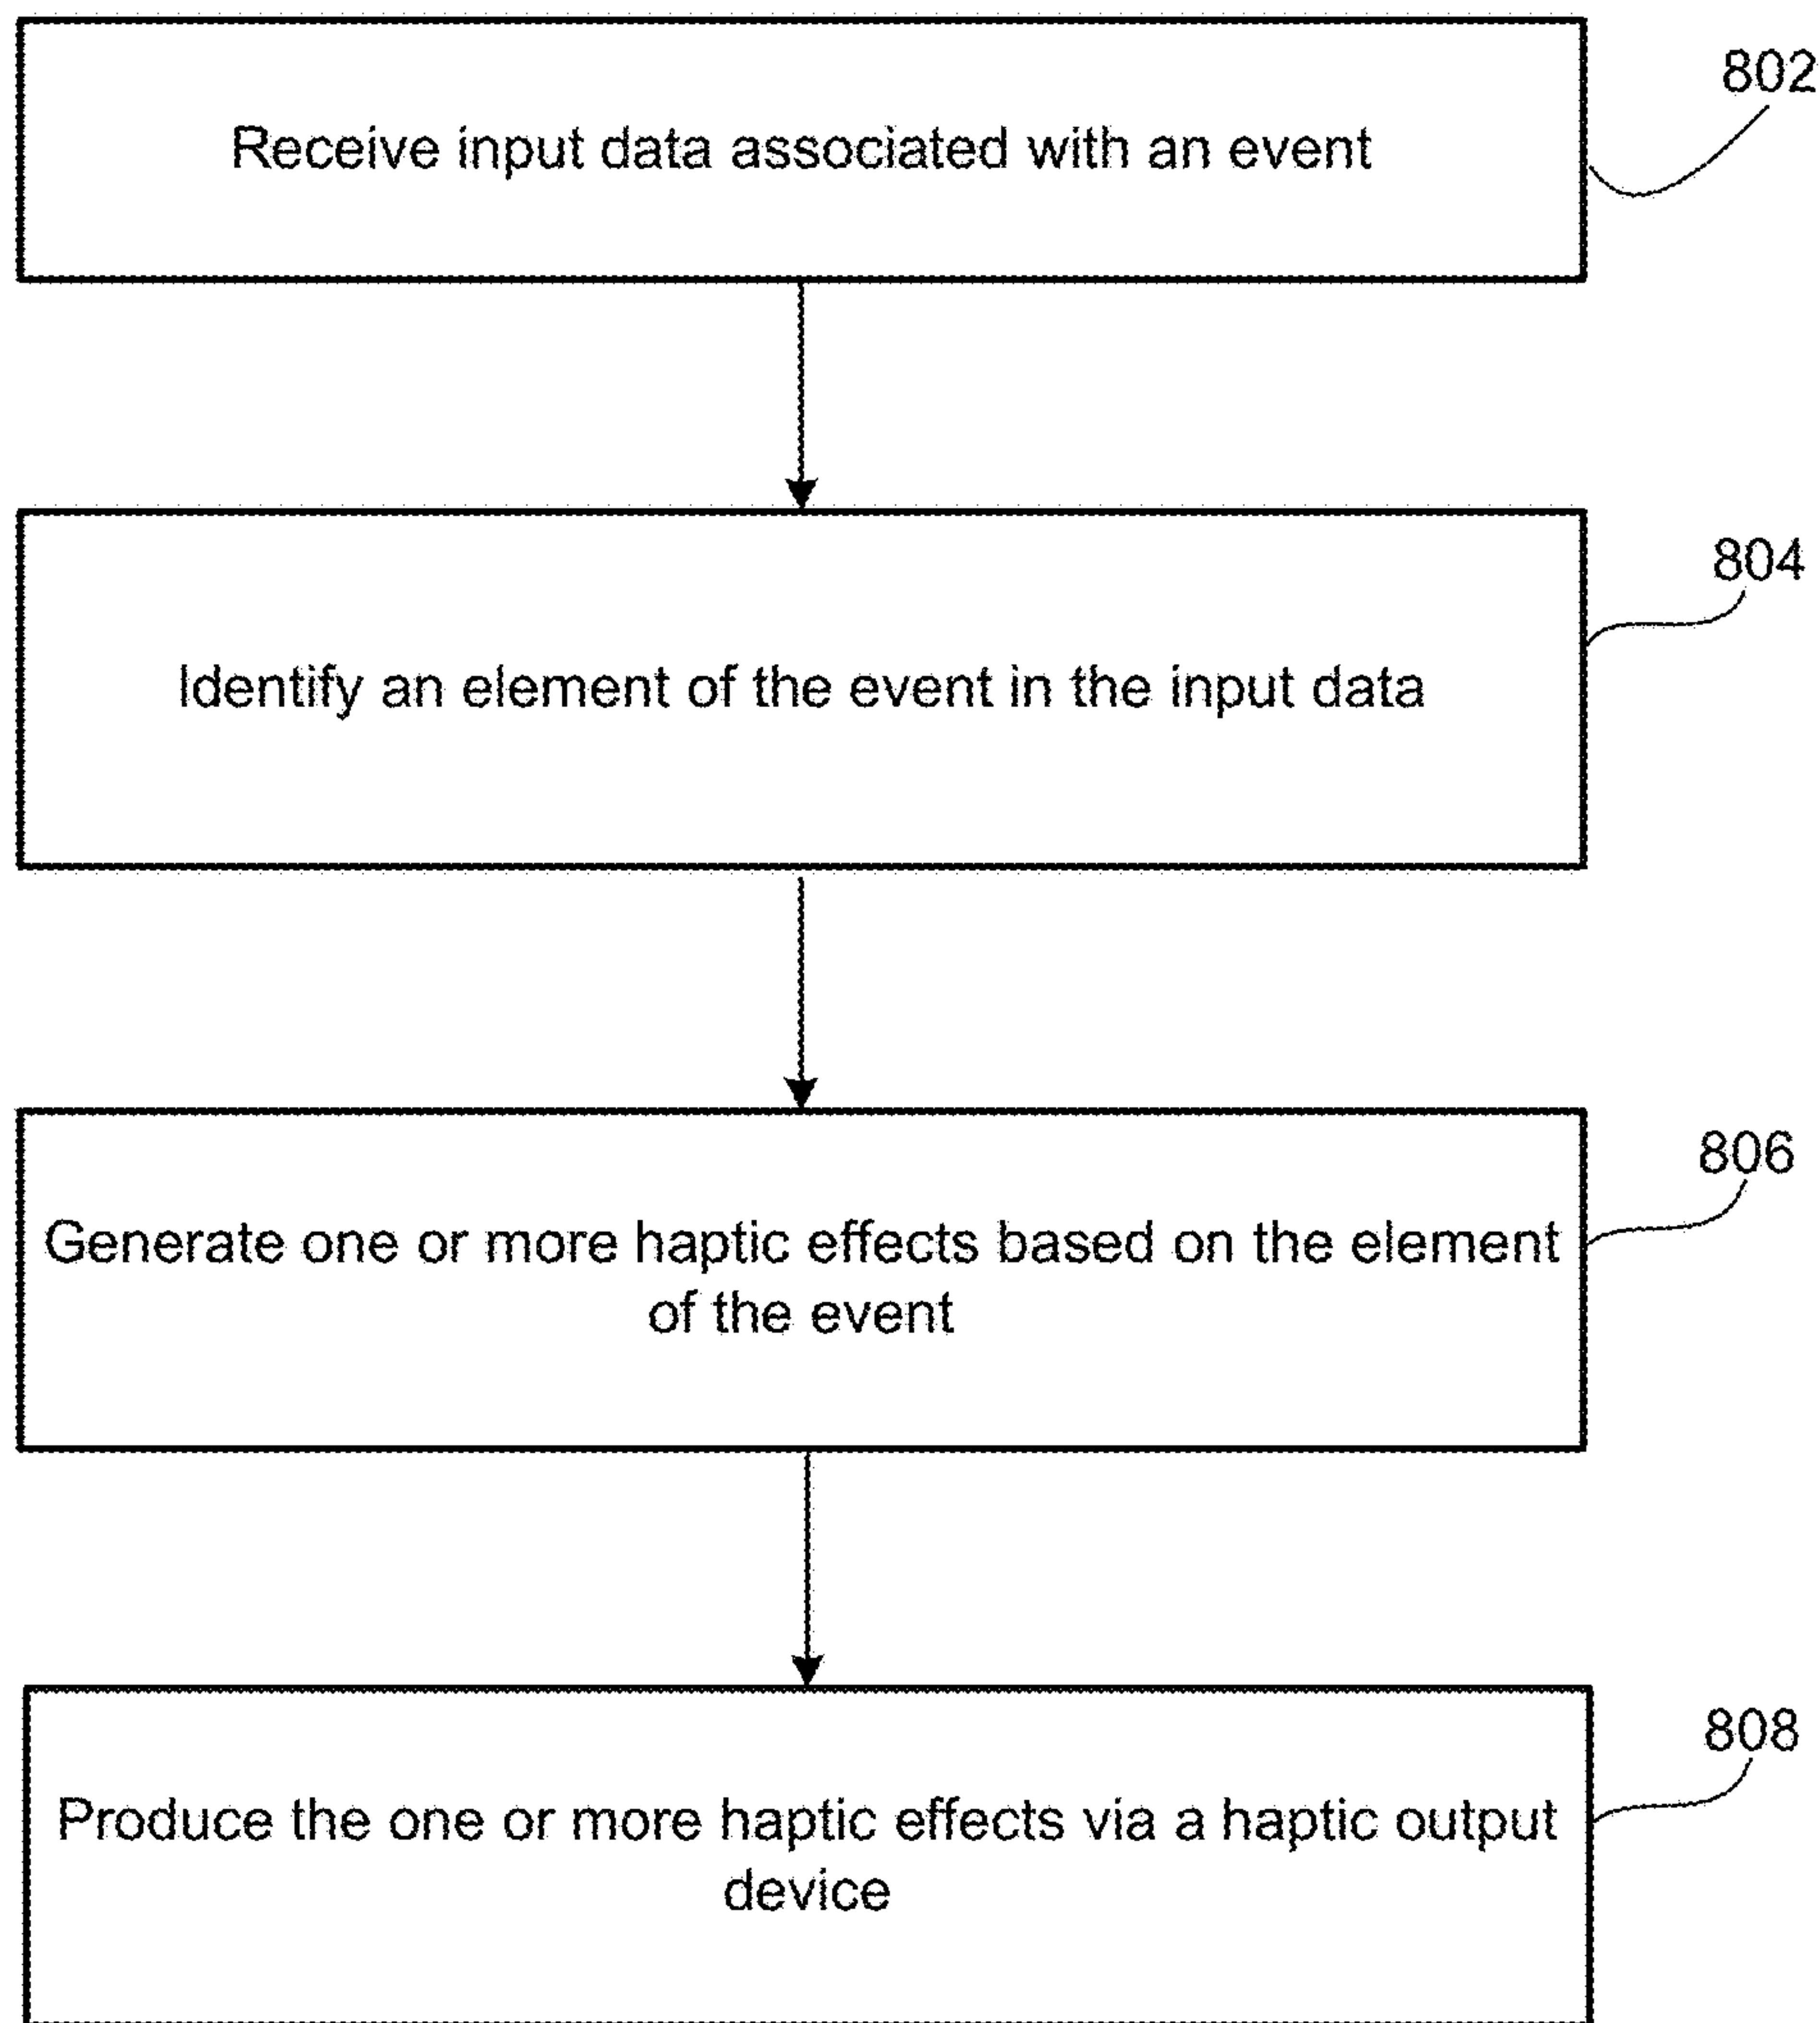 802
Receive input data associated with an event
804
Identify an element of the event in the input data
806
Generate one or more haptic effects based on the element
of the event
808
Produce the one or more haptic effects via a haptic output
device